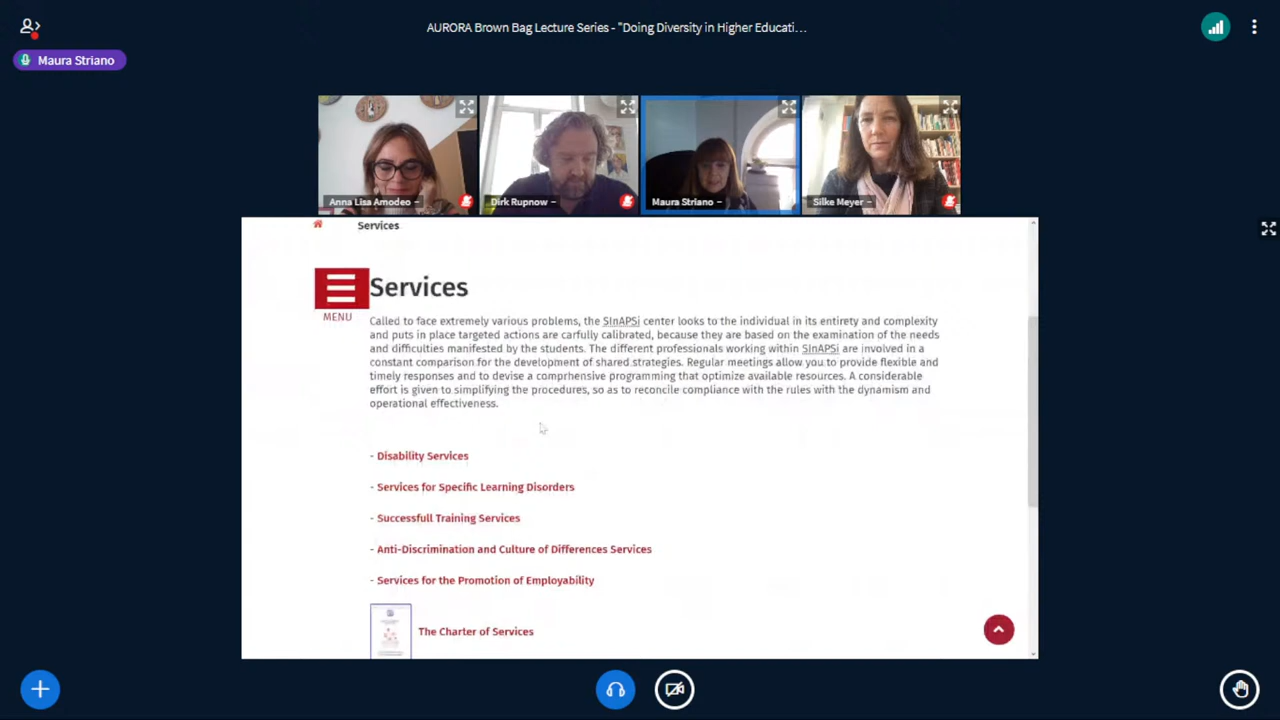 AURORA Brown Bag Lecture Series - "Doing Diversity in Higher Educati…
Maura Striano
Anna Lisa Amodeo
Dirk Rupnow
Maura Striano
Silke Meyer
Services
Services
MENU
Called to face extremely various problems, the SInAPSi center looks to the individual in its entirety and complexity
and puts in place targeted actions are carfully calibrated, because they are based on the examination of the needs
and difficulties manifested by the students. The different professionals working within SInAPSi are involved in a
constant comparison for the development of shared strategies. Regular meetings allow you to provide flexible and
timely responses and to devise a comprhensive programming that optimize available resources. A considerable
effort is given to simplifying the procedures, so as to reconcile compliance with the rules with the dynamism and
operational effectiveness.
- Disability Services
- Services for Specific Learning Disorders
- Successfull Training Services
- Anti-Discrimination and Culture of Differences Services
- Services for the Promotion of Employability
The Charter of Services